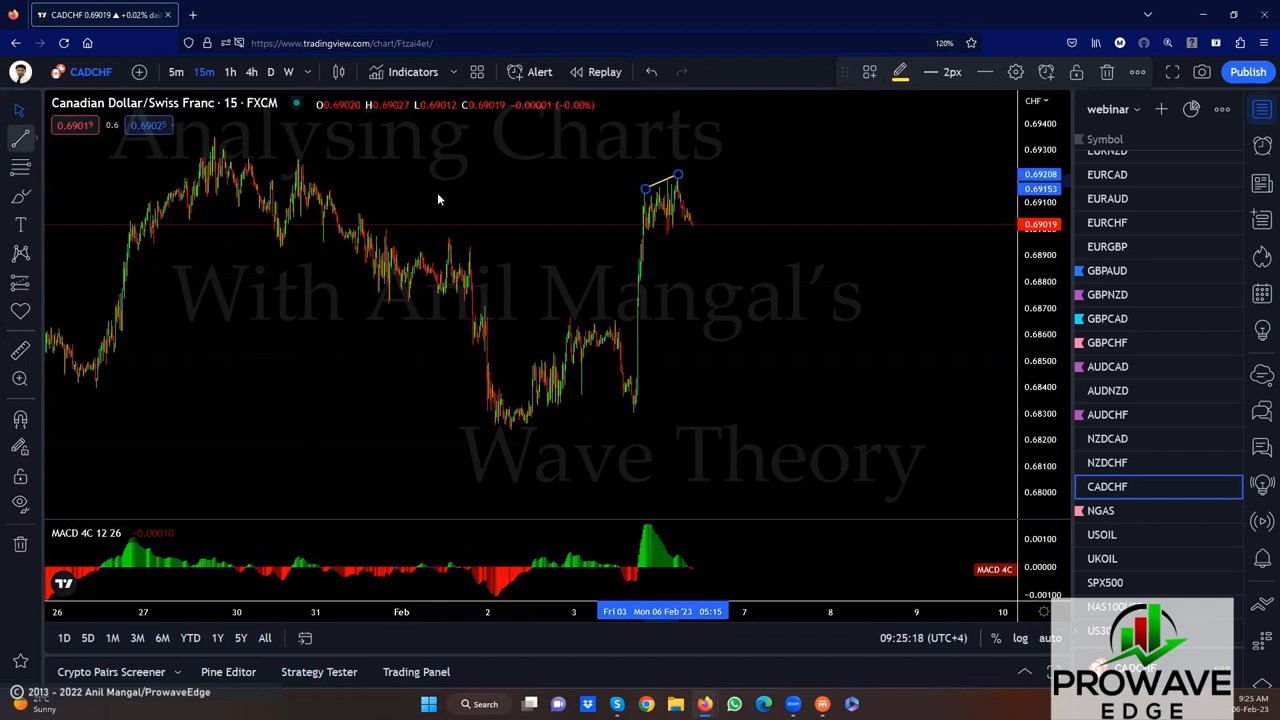 CADCHF 0.69019 ▲ +0.02%
https://www.tradingview.com/chart/Ftzai4et/
120%
CADCHF
5m 15m 1h 4h D W
Indicators
Alert
Replay
2px
Publish
Analysing Charts
With Anil Mangal's
Wave Theory
Canadian Dollar/Swiss Franc · 15 · FXCM
O0.69020 H0.69027 L0.69012 C0.69019 -0.00001 (-0.00%)
0.69019 0.6 0.69025
CHF
0.69400
0.69300
0.69208
0.69153
0.69100
0.69019
0.68900
0.68800
0.68700
0.68600
0.68500
0.68400
0.68300
0.68200
0.68100
0.68000
MACD 4C 12 26 -0.00010
0.00100
0.00000
-0.00100
MACD 4C
26 27 30 31 Feb 2 3 Fri 03 Mon 06 Feb '23 05:15 7 8 9 10
1D 5D 1M 3M 6M YTD 1Y 5Y All
09:25:18 (UTC+4) % log auto
Crypto Pairs Screener
Pine Editor
Strategy Tester
Trading Panel
webinar
Symbol
EURNZD
EURCAD
EURAUD
EURCHF
EURGBP
GBPAUD
GBPNZD
GBPCAD
GBPCHF
AUDCAD
AUDNZD
AUDCHF
NZDCAD
NZDCHF
CADCHF
NGAS
USOIL
UKOIL
SPX500
© 2013 - 2022 Anil Mangal/ProwaveEdge
Sunny
Search
PROWAVE
EDGE
9:25 AM
06-Feb-23